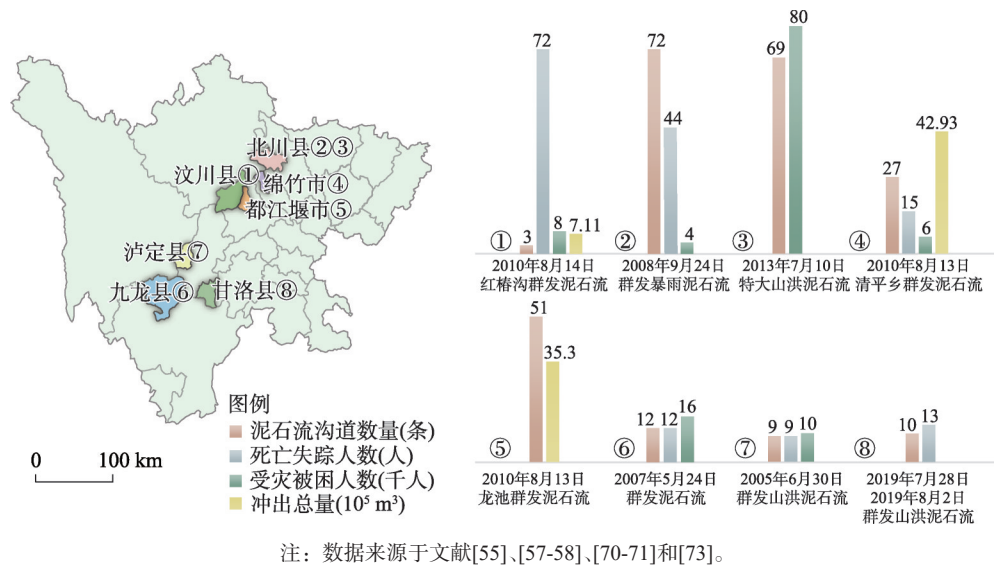 北川县②③
汶川县①
绵竹市④
都江堰市⑤
泸定县⑦
九龙县⑥
甘洛县⑧
0 100 km
图例
泥石流沟道数量(条)
死亡失踪人数(人)
受灾被困人数(千人)
冲出总量(10⁵ m³)
① 3 72 8 7.11
2010年8月14日
红椿沟群发泥石流
② 72 44 4
2008年9月24日
群发暴雨泥石流
③ 69 80
2013年7月10日
特大山洪泥石流
④ 27 15 6 42.93
2010年8月13日
清平乡群发泥石流
⑤ 51 35.3
2010年8月13日
龙池群发泥石流
⑥ 12 12 16
2007年5月24日
群发泥石流
⑦ 9 9 10
2005年6月30日
群发山洪泥石流
⑧ 10 13
2019年7月28日
2019年8月2日
群发山洪泥石流
注：数据来源于文献[55]、[57-58]、[70-71]和[73]。